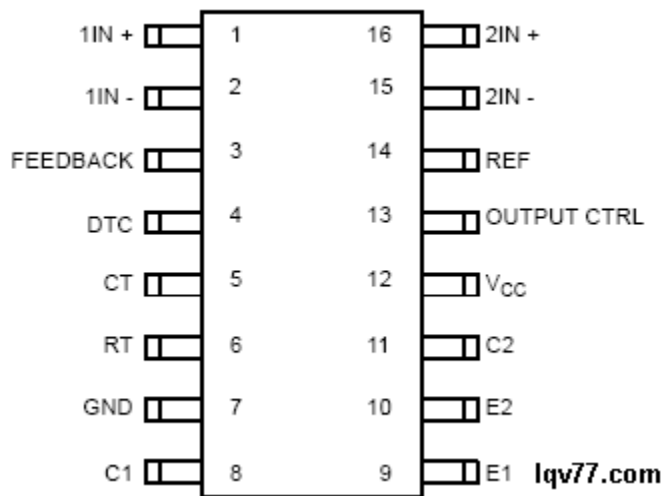 1IN + 1 16 2IN +
1IN - 2 15 2IN -
FEEDBACK 3 14 REF
DTC 4 13 OUTPUT CTRL
CT 5 12 VCC
RT 6 11 C2
GND 7 10 E2
C1 8 9 E1 lqv77.com